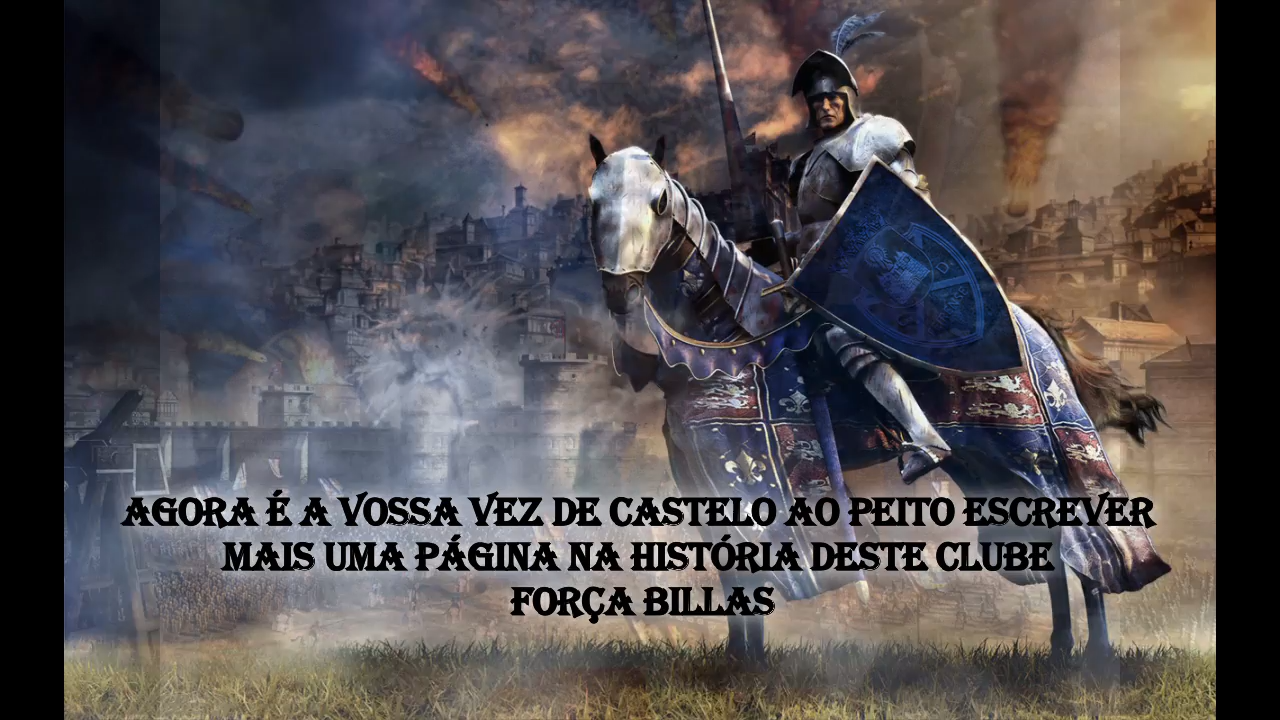 AGORA É A VOSSA VEZ DE CASTELO AO PEITO ESCREVER
MAIS UMA PÁGINA NA HISTÓRIA DESTE CLUBE
FORÇA BILLAS